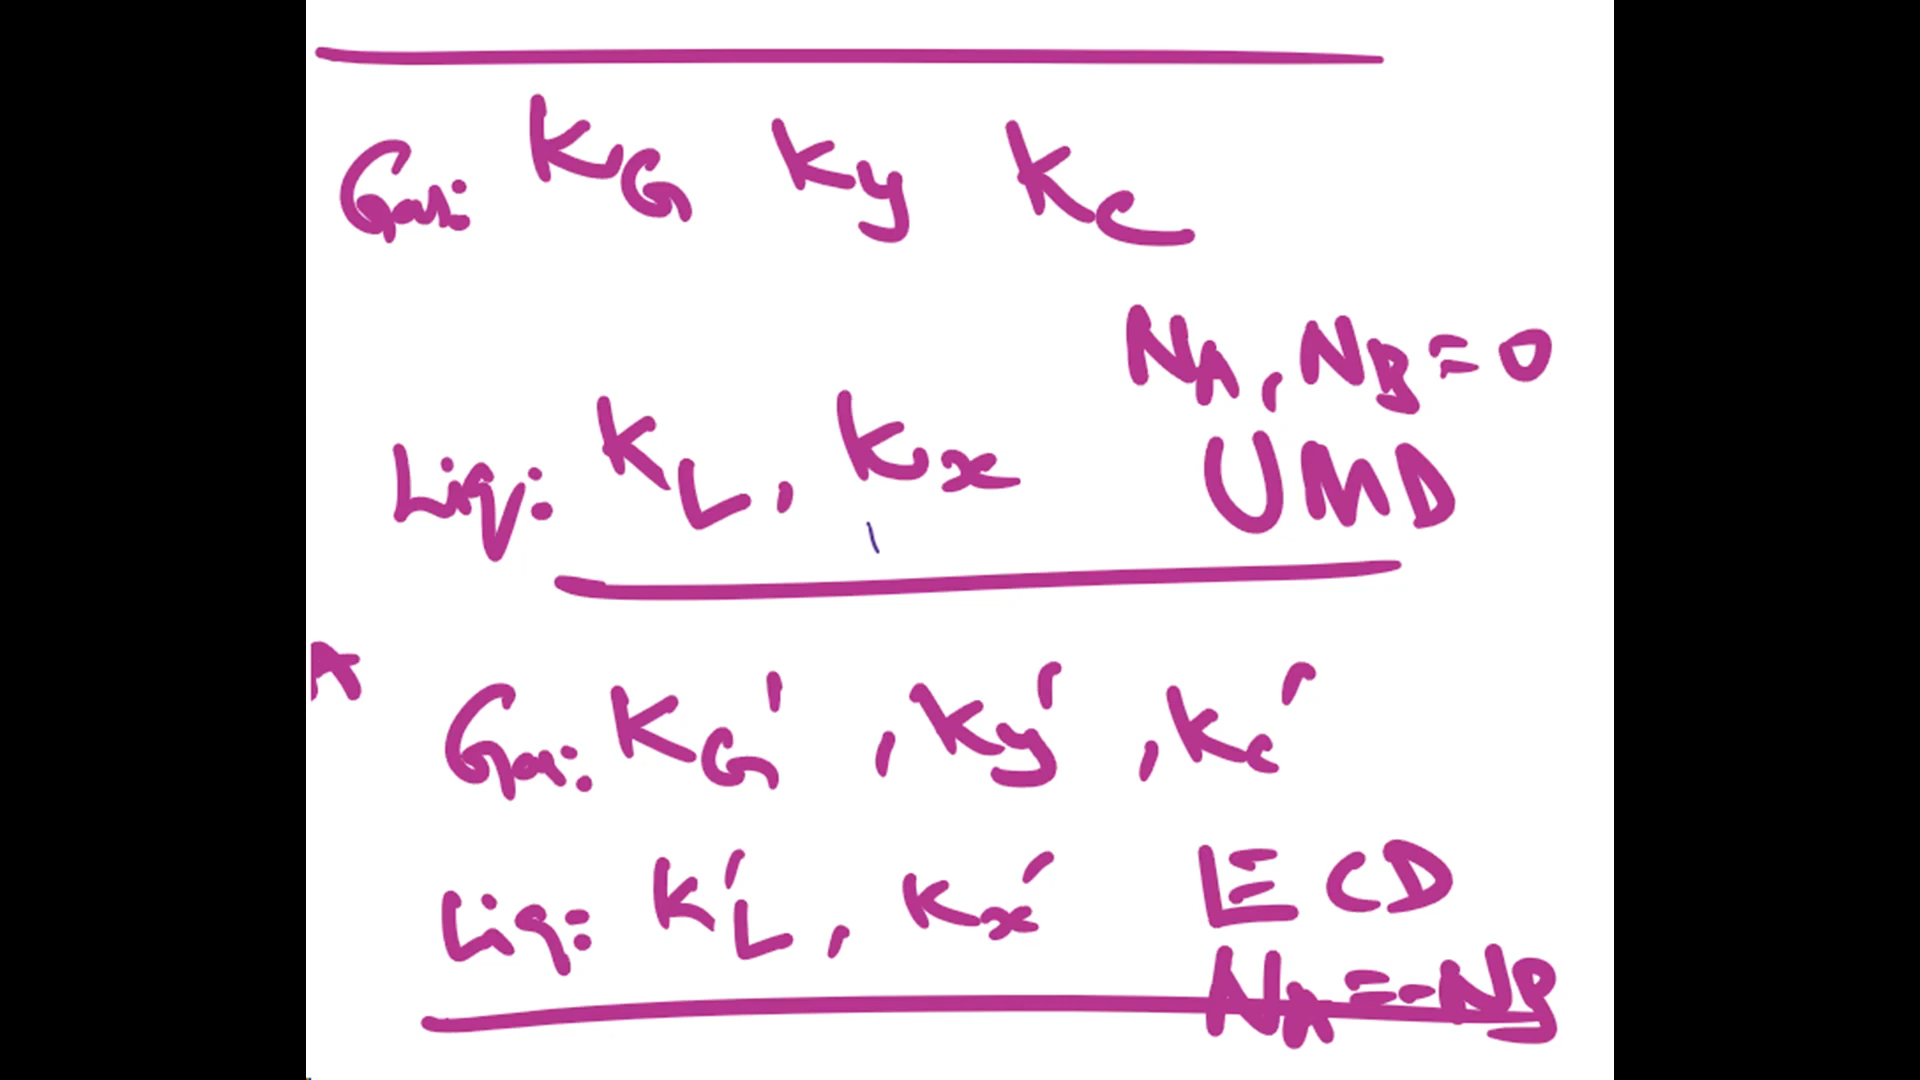 Gas: kG ky kc
NA, NB = 0
Liq: kL, kx UMD
A
Gas: kG', ky', kc'
Liq: k'L, kx' ECD
NA = -NB